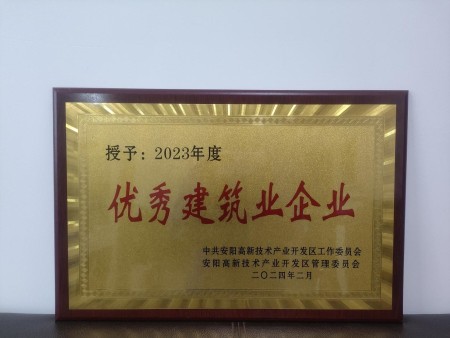 授予：2023年度
优秀建筑业企业
中共安阳高新技术产业开发区工作委员会
安阳高新技术产业开发区管理委员会
二〇二四年二月